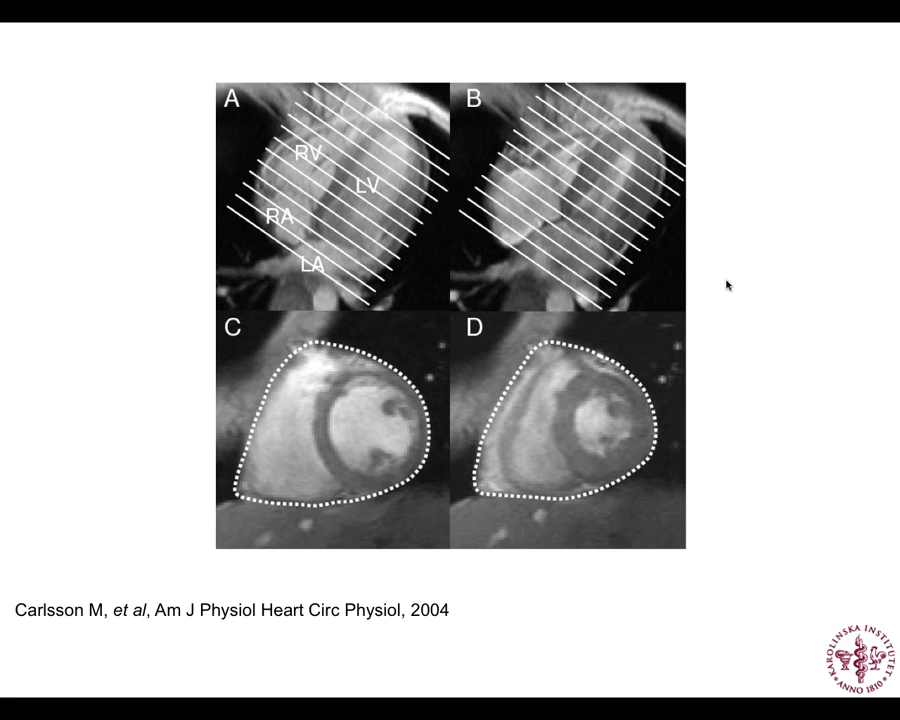 A
B
RV
LV
RA
LA
C
D
Carlsson M, et al, Am J Physiol Heart Circ Physiol, 2004
KAROLINSKA INSTITUTET
ANNO 1810